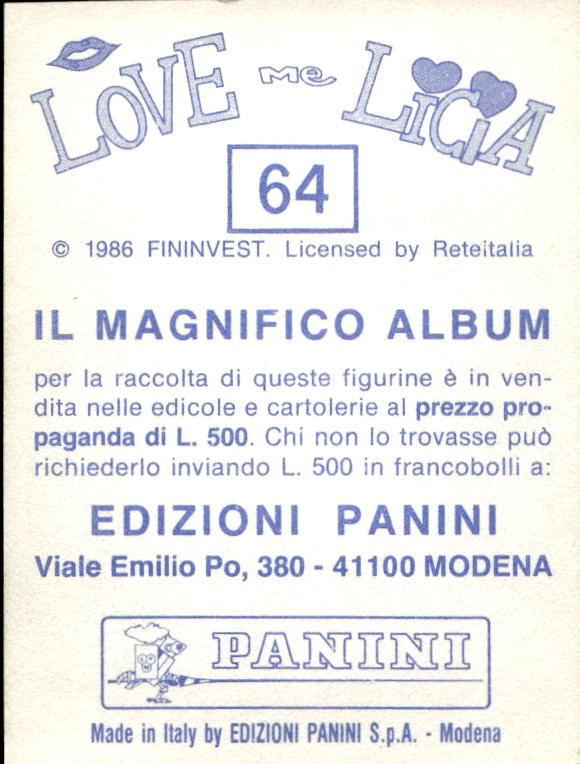 LOVE me LICIA
64
© 1986 FININVEST. Licensed by Reteitalia
IL MAGNIFICO ALBUM
per la raccolta di queste figurine è in ven-
dita nelle edicole e cartolerie al prezzo pro-
paganda di L. 500. Chi non lo trovasse può
richiederlo inviando L. 500 in francobolli a:
EDIZIONI PANINI
Viale Emilio Po, 380 - 41100 MODENA
PANINI
Made in Italy by EDIZIONI PANINI S.p.A. - Modena